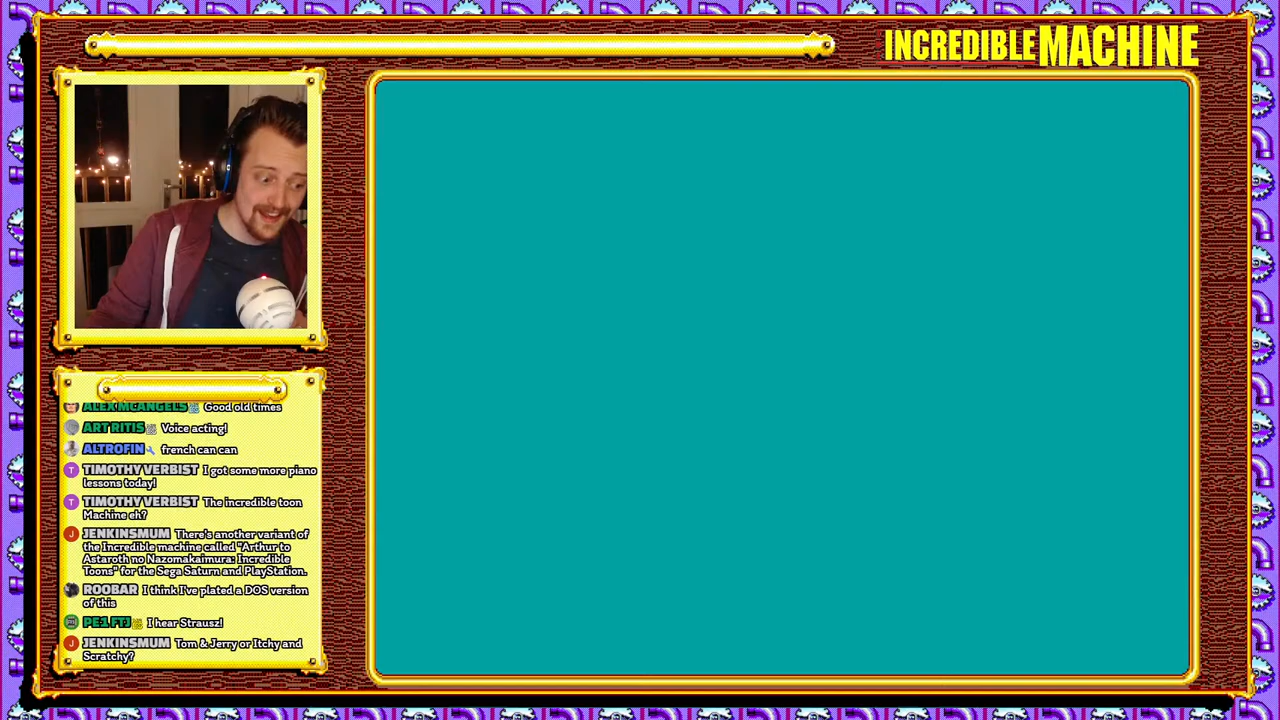 INCREDIBLE MACHINE
ALEX MCANGELS Good old times
ART RITIS Voice acting!
ALTROFIN french can can
TIMOTHY VERBIST I got some more piano
lessons today!
TIMOTHY VERBIST The incredible toon
Machine eh?
JENKINSMUM There's another variant of
the Incredible machine called "Arthur to
Astaroth no Nazomakaimura: Incredible
Toons" for the Sega Saturn and PlayStation.
ROOBAR I think I've plated a DOS version
of this
PE1FTJ I hear Strausz!
JENKINSMUM Tom & Jerry or Itchy and
Scratchy?